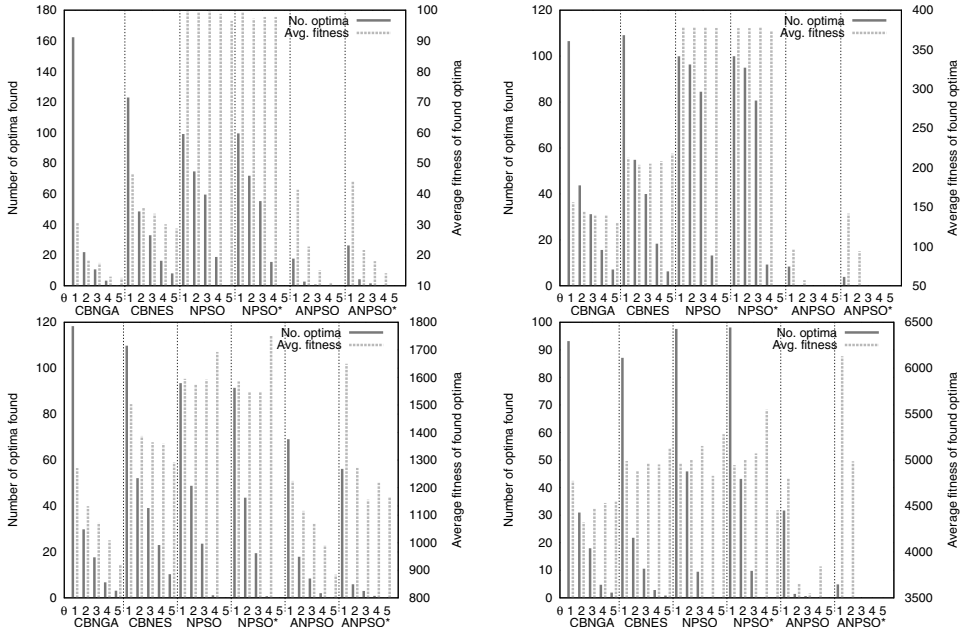 180 100
No. optima
Avg. fitness
160 90
140 80
120 70
100 60
80 50
60 40
40 30
20 20
0 10
Number of optima found
Average fitness of found optima
0 1 2 3 4 5 1 2 3 4 5 1 2 3 4 5 1 2 3 4 5 1 2 3 4 5 1 2 3 4 5
CBNGA CBNES NPSO NPSO* ANPSO ANPSO*
120 400
No. optima
Avg. fitness
350
100
300
80
250
60
200
40
150
20 100
0 50
Number of optima found
Average fitness of found optima
0 1 2 3 4 5 1 2 3 4 5 1 2 3 4 5 1 2 3 4 5 1 2 3 4 5 1 2 3 4 5
CBNGA CBNES NPSO NPSO* ANPSO ANPSO*
120 1800
No. optima
Avg. fitness
1700
100 1600
1500
80
1400
60 1300
1200
40
1100
20 1000
900
0 800
Number of optima found
Average fitness of found optima
0 1 2 3 4 5 1 2 3 4 5 1 2 3 4 5 1 2 3 4 5 1 2 3 4 5 1 2 3 4 5
CBNGA CBNES NPSO NPSO* ANPSO ANPSO*
100 6500
No. optima
Avg. fitness
90
80 6000
70
60 5500
50 5000
40
30 4500
20
10 4000
0 3500
Number of optima found
Average fitness of found optima
0 1 2 3 4 5 1 2 3 4 5 1 2 3 4 5 1 2 3 4 5 1 2 3 4 5 1 2 3 4 5
CBNGA CBNES NPSO NPSO* ANPSO ANPSO*